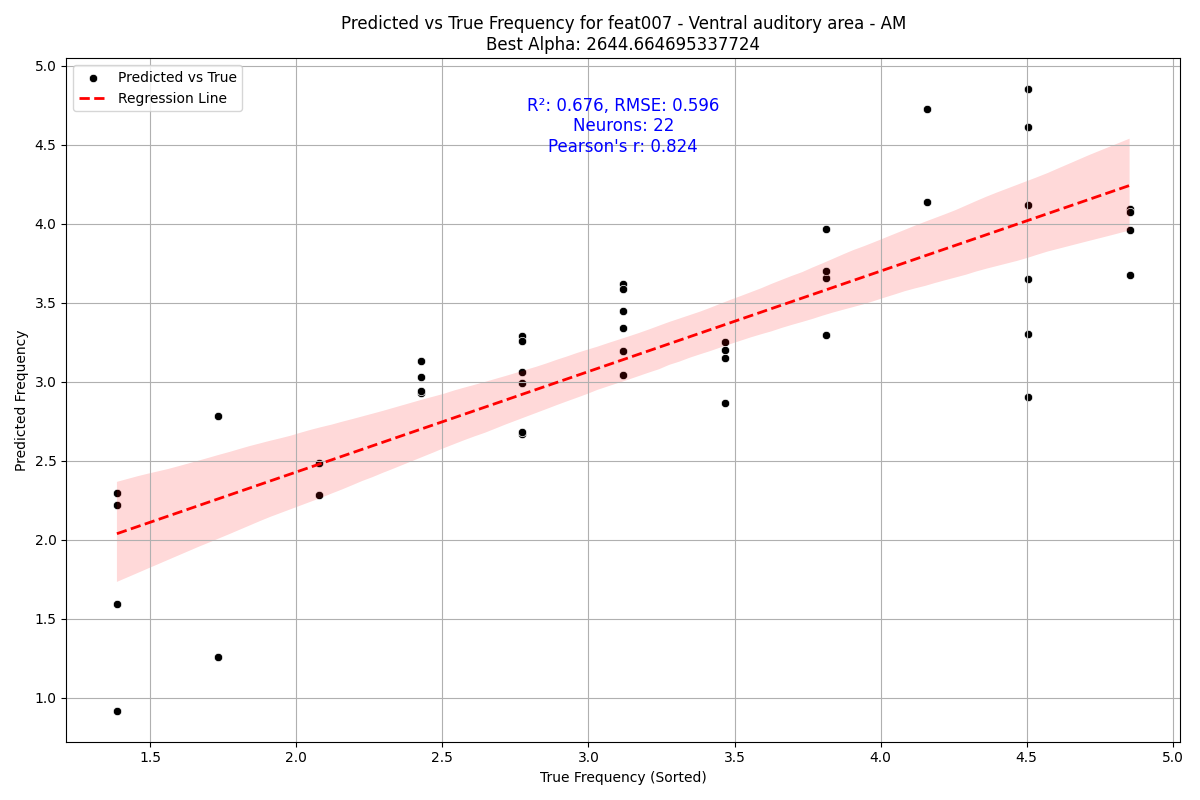 Predicted vs True Frequency for feat007 - Ventral auditory area - AM
Best Alpha: 2644.664695337724
Predicted vs True
Regression Line
R²: 0.676, RMSE: 0.596
Neurons: 22
Pearson's r: 0.824
Predicted Frequency
5.0
4.5
4.0
3.5
3.0
2.5
2.0
1.5
1.0
1.5 2.0 2.5 3.0 3.5 4.0 4.5 5.0
True Frequency (Sorted)